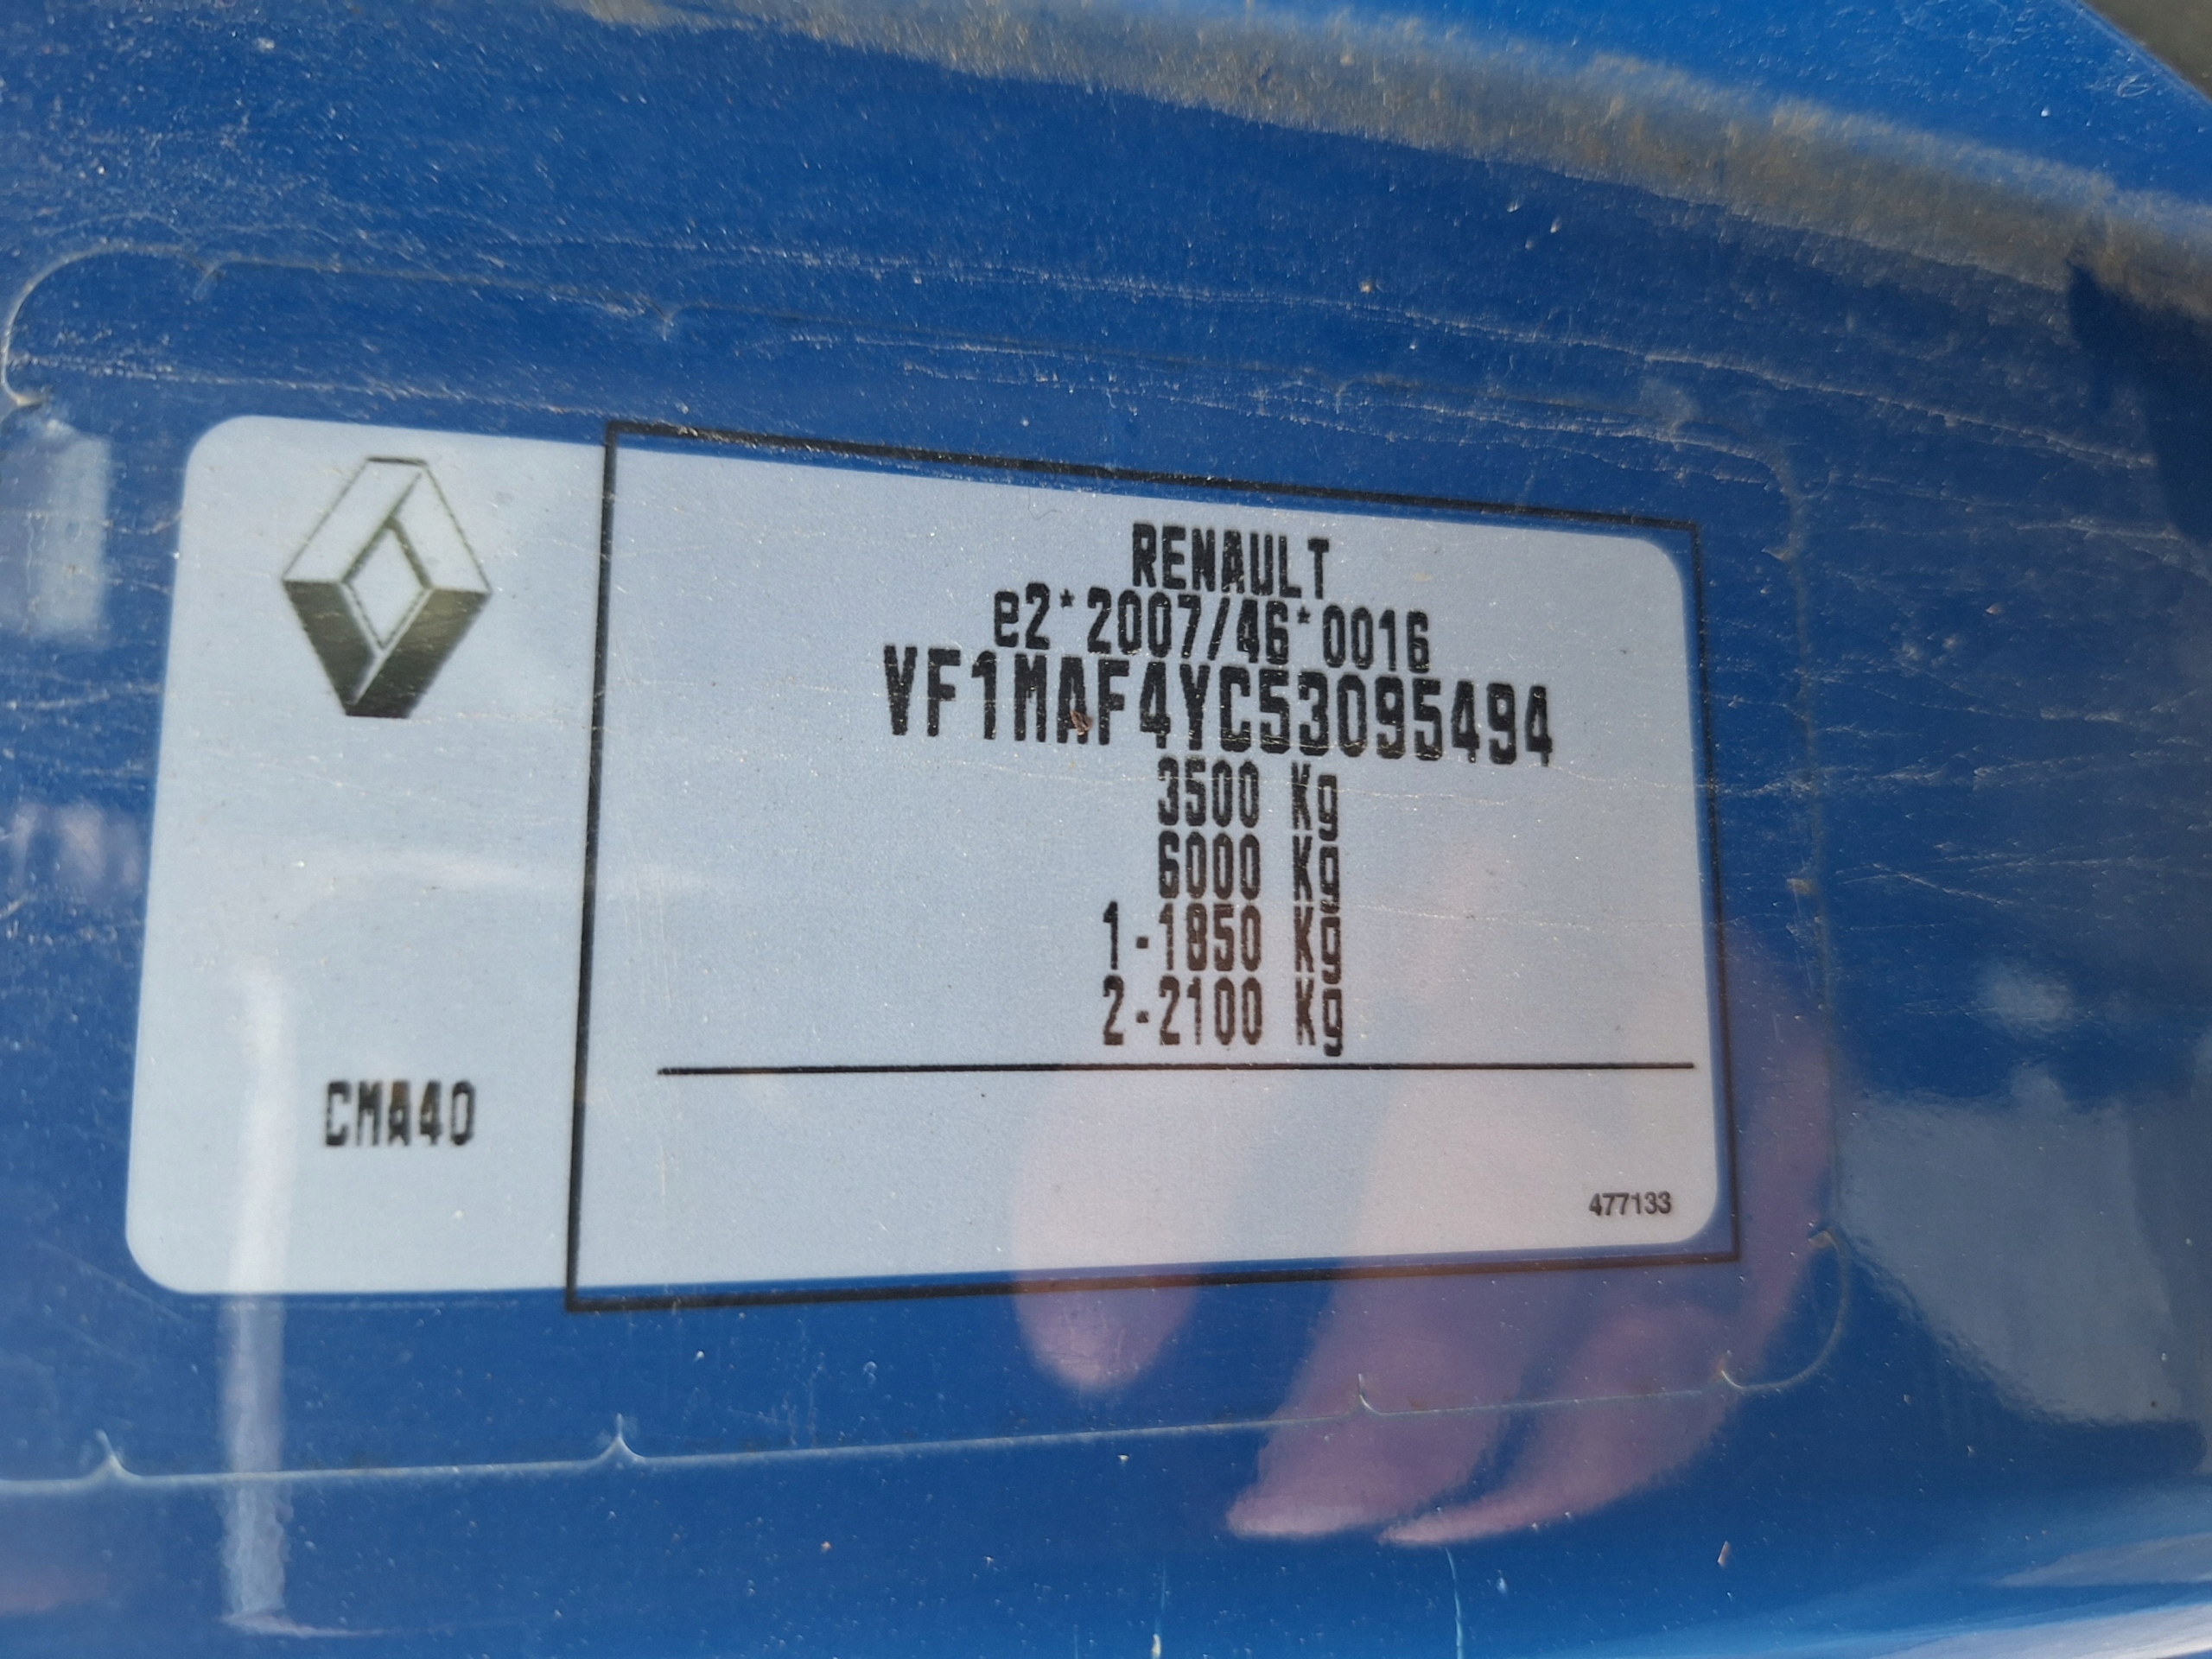 RENAULT
e2*2007/46*0016
VF1MAF4YC53095494
3500 Kg
6000 Kg
1-1850 Kg
2-2100 Kg
CMA40
477133